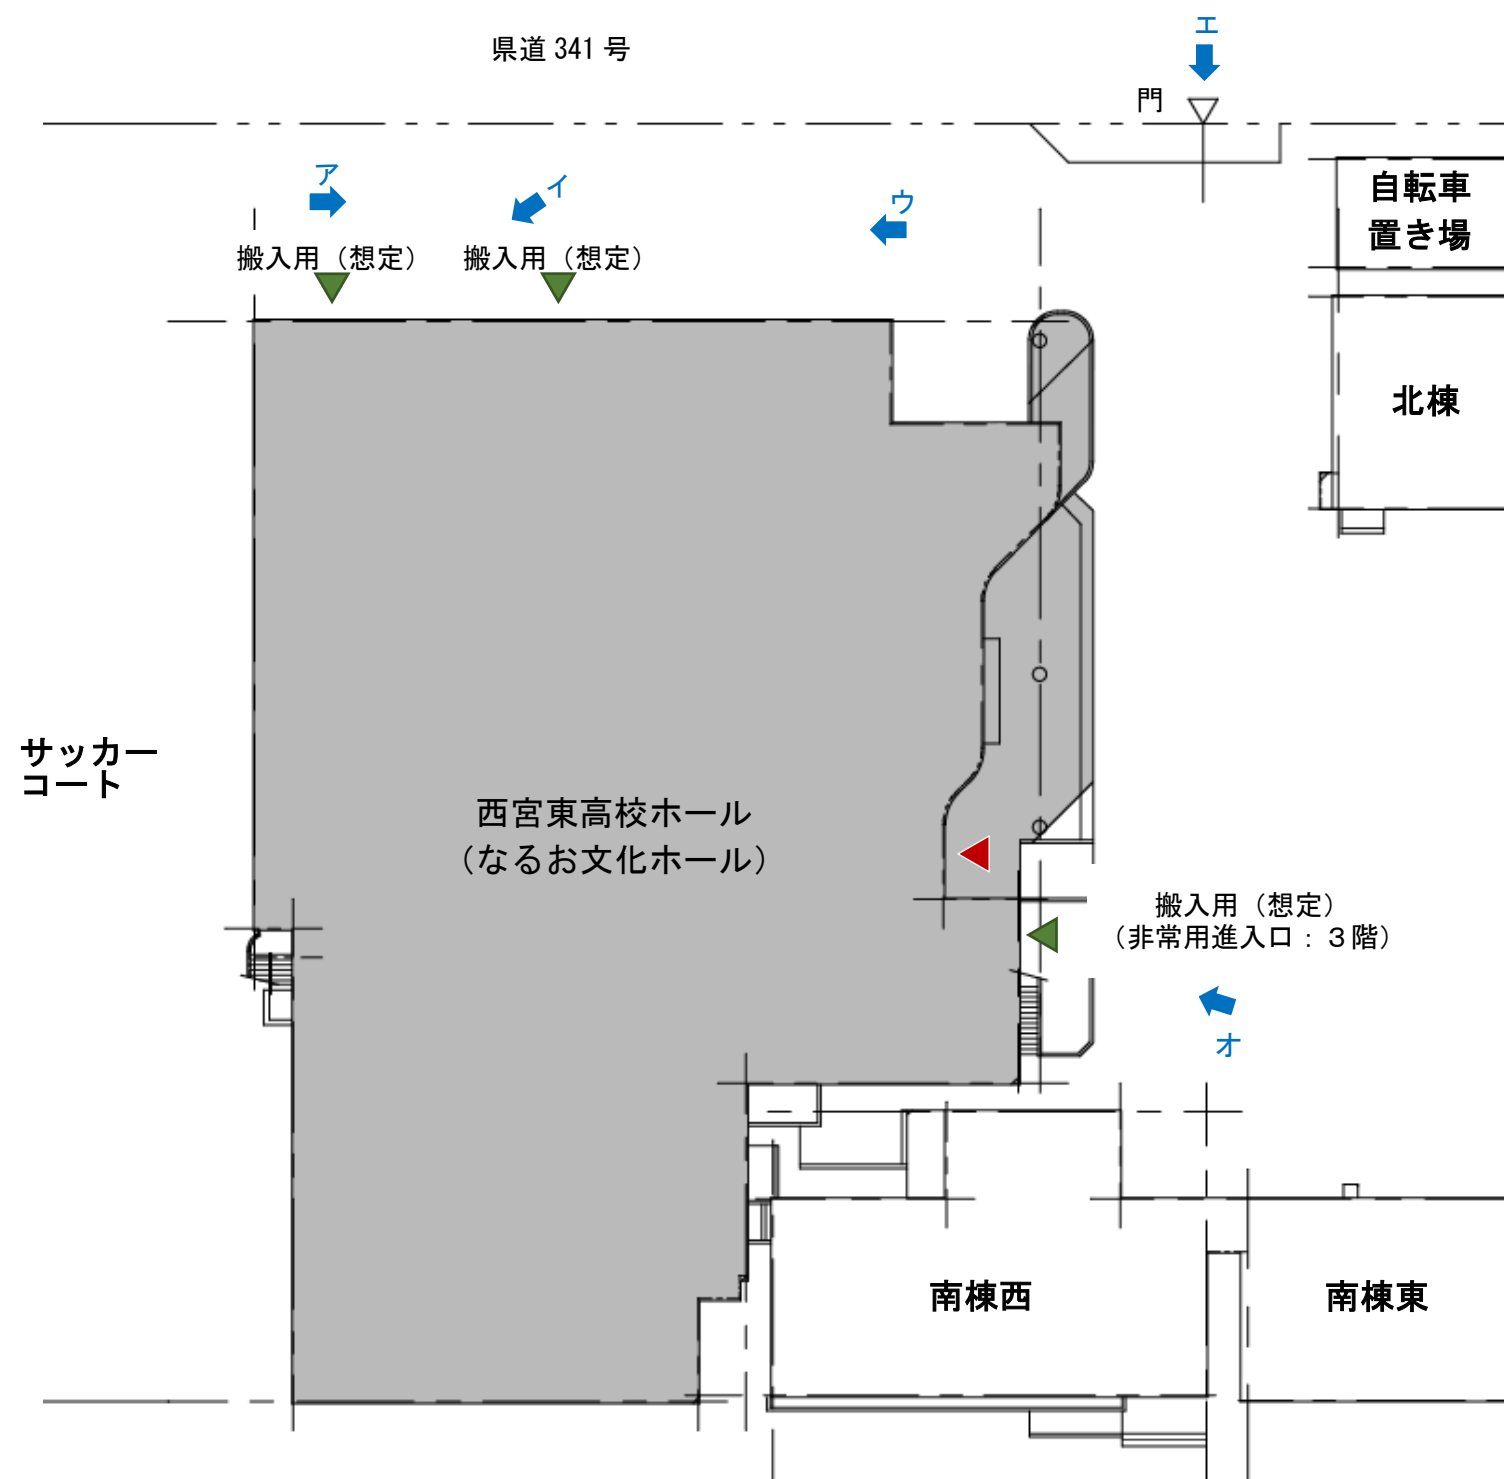 県道 341 号
エ
門
ア
イ
ウ
自転車
置き場
搬入用（想定）
搬入用（想定）
北棟
サッカー
コート
西宮東高校ホール
（なるお文化ホール）
搬入用（想定）
（非常用進入口：３階）
オ
南棟西
南棟東